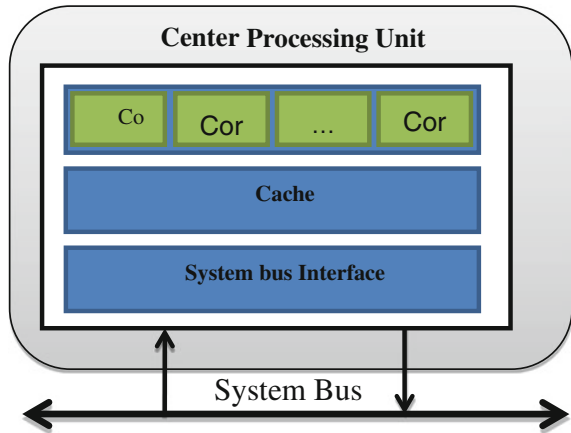 Center Processing Unit
Co Cor ... Cor
Cache
System bus Interface
System Bus